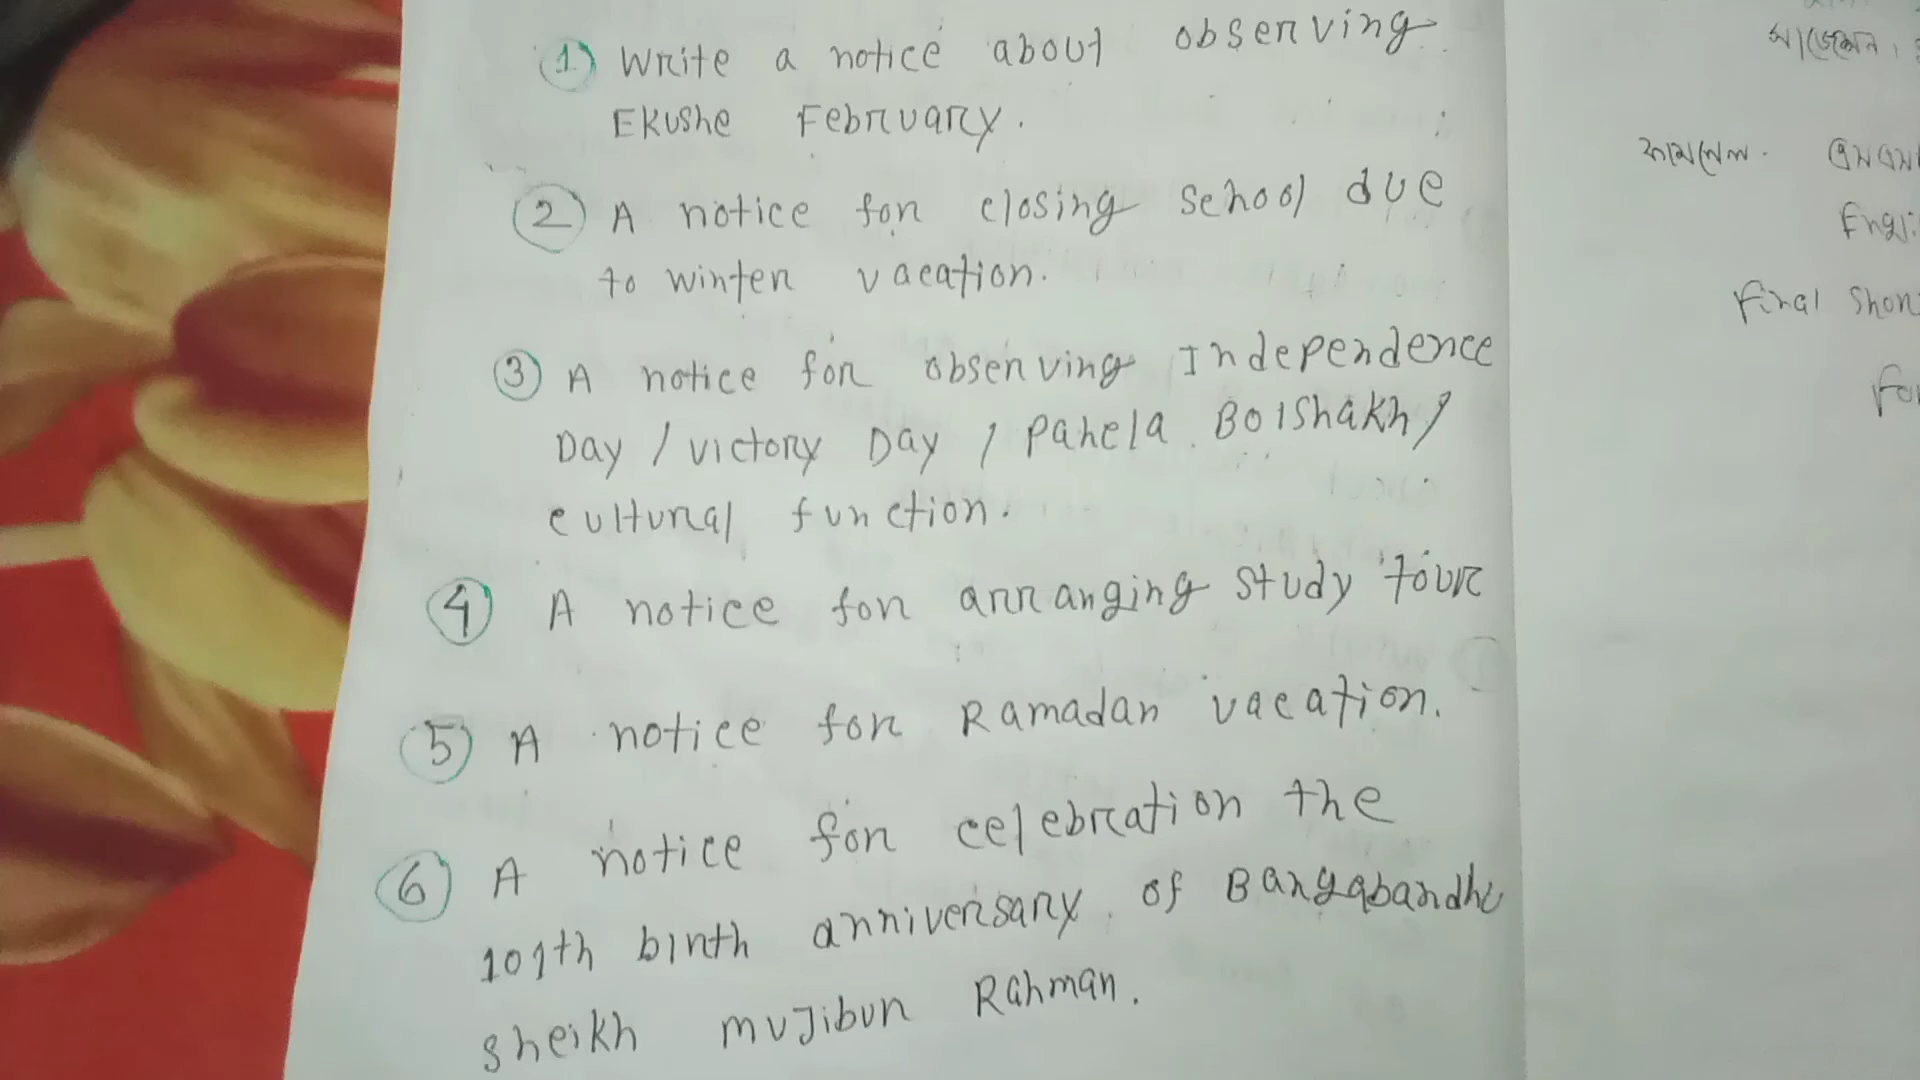 ① Write a notice about observing
Ekushe February.
② A notice for closing school due
to winter vacation.
③ A notice for observing Independence
Day / victory Day / Pahela Boishakh /
cultural function.
④ A notice for arranging study tour
⑤ A notice for Ramadan vacation.
⑥ A notice for celebration the
101th birth anniversary of Bangabandhu
sheikh mujibur Rahman.
Final